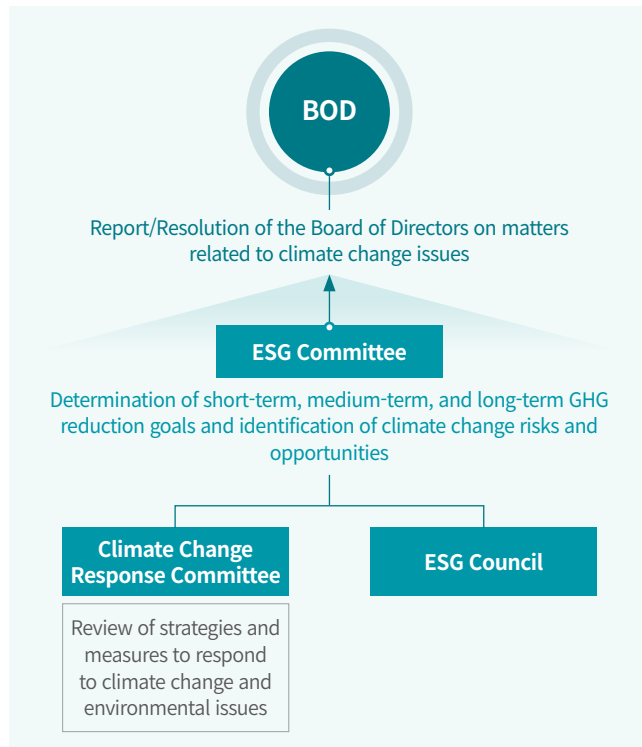 BOD
Report/Resolution of the Board of Directors on matters
related to climate change issues
ESG Committee
Determination of short-term, medium-term, and long-term GHG
reduction goals and identification of climate change risks and
opportunities
Climate Change
Response Committee
ESG Council
Review of strategies and
measures to respond
to climate change and
environmental issues